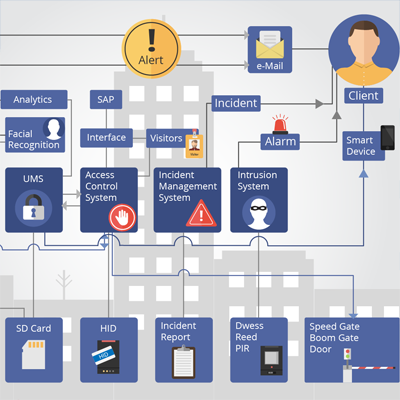 !
Alert
e-Mail
Client
Analytics
SAP
Incident
Facial
Recognition
Interface
Visitors
Alarm
Smart
Device
UMS
Access
Control
System
Incident
Management
System
Intrusion
System
SD Card
HID
HID
Incident
Report
Dwess
Reed
PIR
Speed Gate
Boom Gate
Door